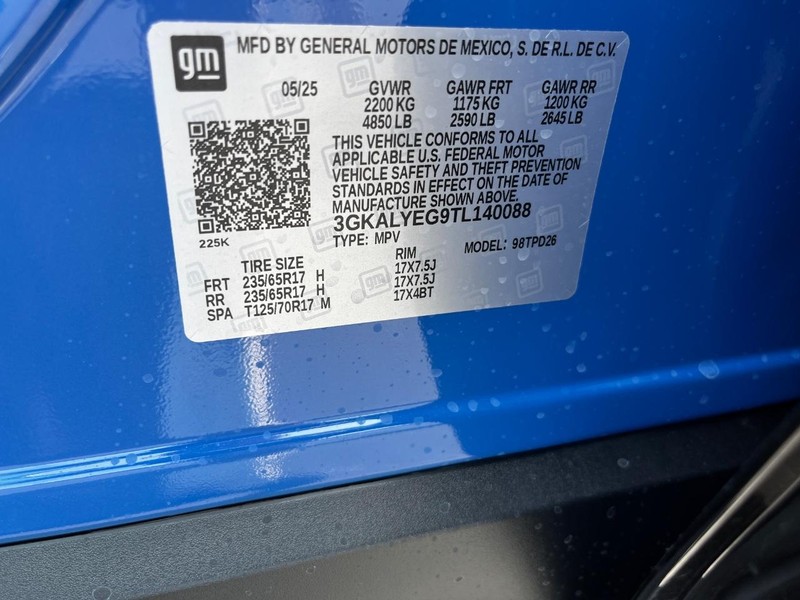 gm
MFD BY GENERAL MOTORS DE MEXICO, S. DE R.L. DE C.V.
05/25 GVWR GAWR FRT GAWR RR
2200 KG 1175 KG 1200 KG
4850 LB 2590 LB 2645 LB
THIS VEHICLE CONFORMS TO ALL
APPLICABLE U.S. FEDERAL MOTOR
VEHICLE SAFETY AND THEFT PREVENTION
STANDARDS IN EFFECT ON THE DATE OF
MANUFACTURE SHOWN ABOVE.
3GKALYEG9TL140088
225K TYPE: MPV MODEL: 98TPD26
TIRE SIZE RIM
FRT 235/65R17 H 17X7.5J
RR 235/65R17 H 17X7.5J
SPA T125/70R17 M 17X4BT